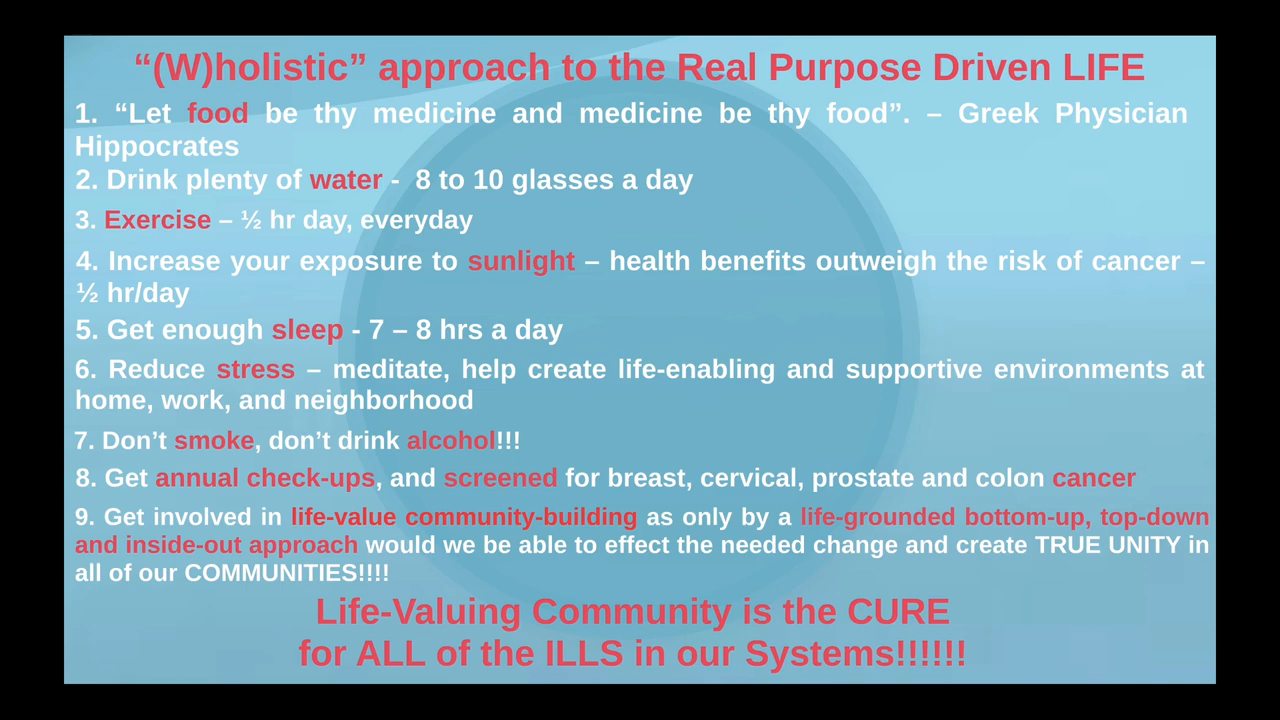 “(W)holistic” approach to the Real Purpose Driven LIFE
1. “Let food be thy medicine and medicine be thy food”. – Greek Physician
Hippocrates
2. Drink plenty of water - 8 to 10 glasses a day
3. Exercise – ½ hr day, everyday
4. Increase your exposure to sunlight – health benefits outweigh the risk of cancer –
½ hr/day
5. Get enough sleep - 7 – 8 hrs a day
6. Reduce stress – meditate, help create life-enabling and supportive environments at
home, work, and neighborhood
7. Don’t smoke, don’t drink alcohol!!!
8. Get annual check-ups, and screened for breast, cervical, prostate and colon cancer
9. Get involved in life-value community-building as only by a life-grounded bottom-up, top-down
and inside-out approach would we be able to effect the needed change and create TRUE UNITY in
all of our COMMUNITIES!!!!
Life-Valuing Community is the CURE
for ALL of the ILLS in our Systems!!!!!!